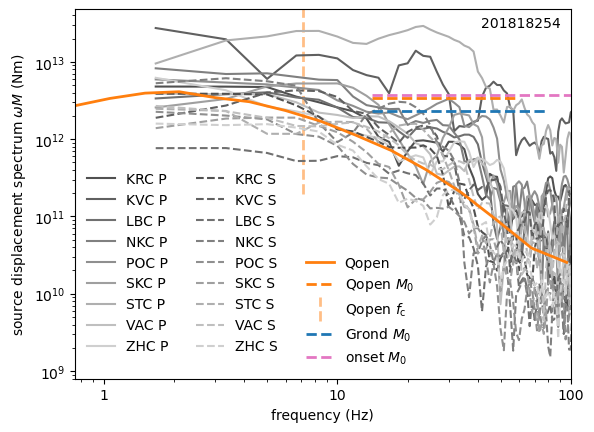 201818254
source displacement spectrum ωM (Nm)
10¹³
10¹²
10¹¹
10¹⁰
10⁹
KRC P
KVC P
LBC P
NKC P
POC P
SKC P
STC P
VAC P
ZHC P
KRC S
KVC S
LBC S
NKC S
POC S
SKC S
STC S
VAC S
ZHC S
Qopen
Qopen M₀
Qopen f_c
Grond M₀
onset M₀
1
10
100
frequency (Hz)